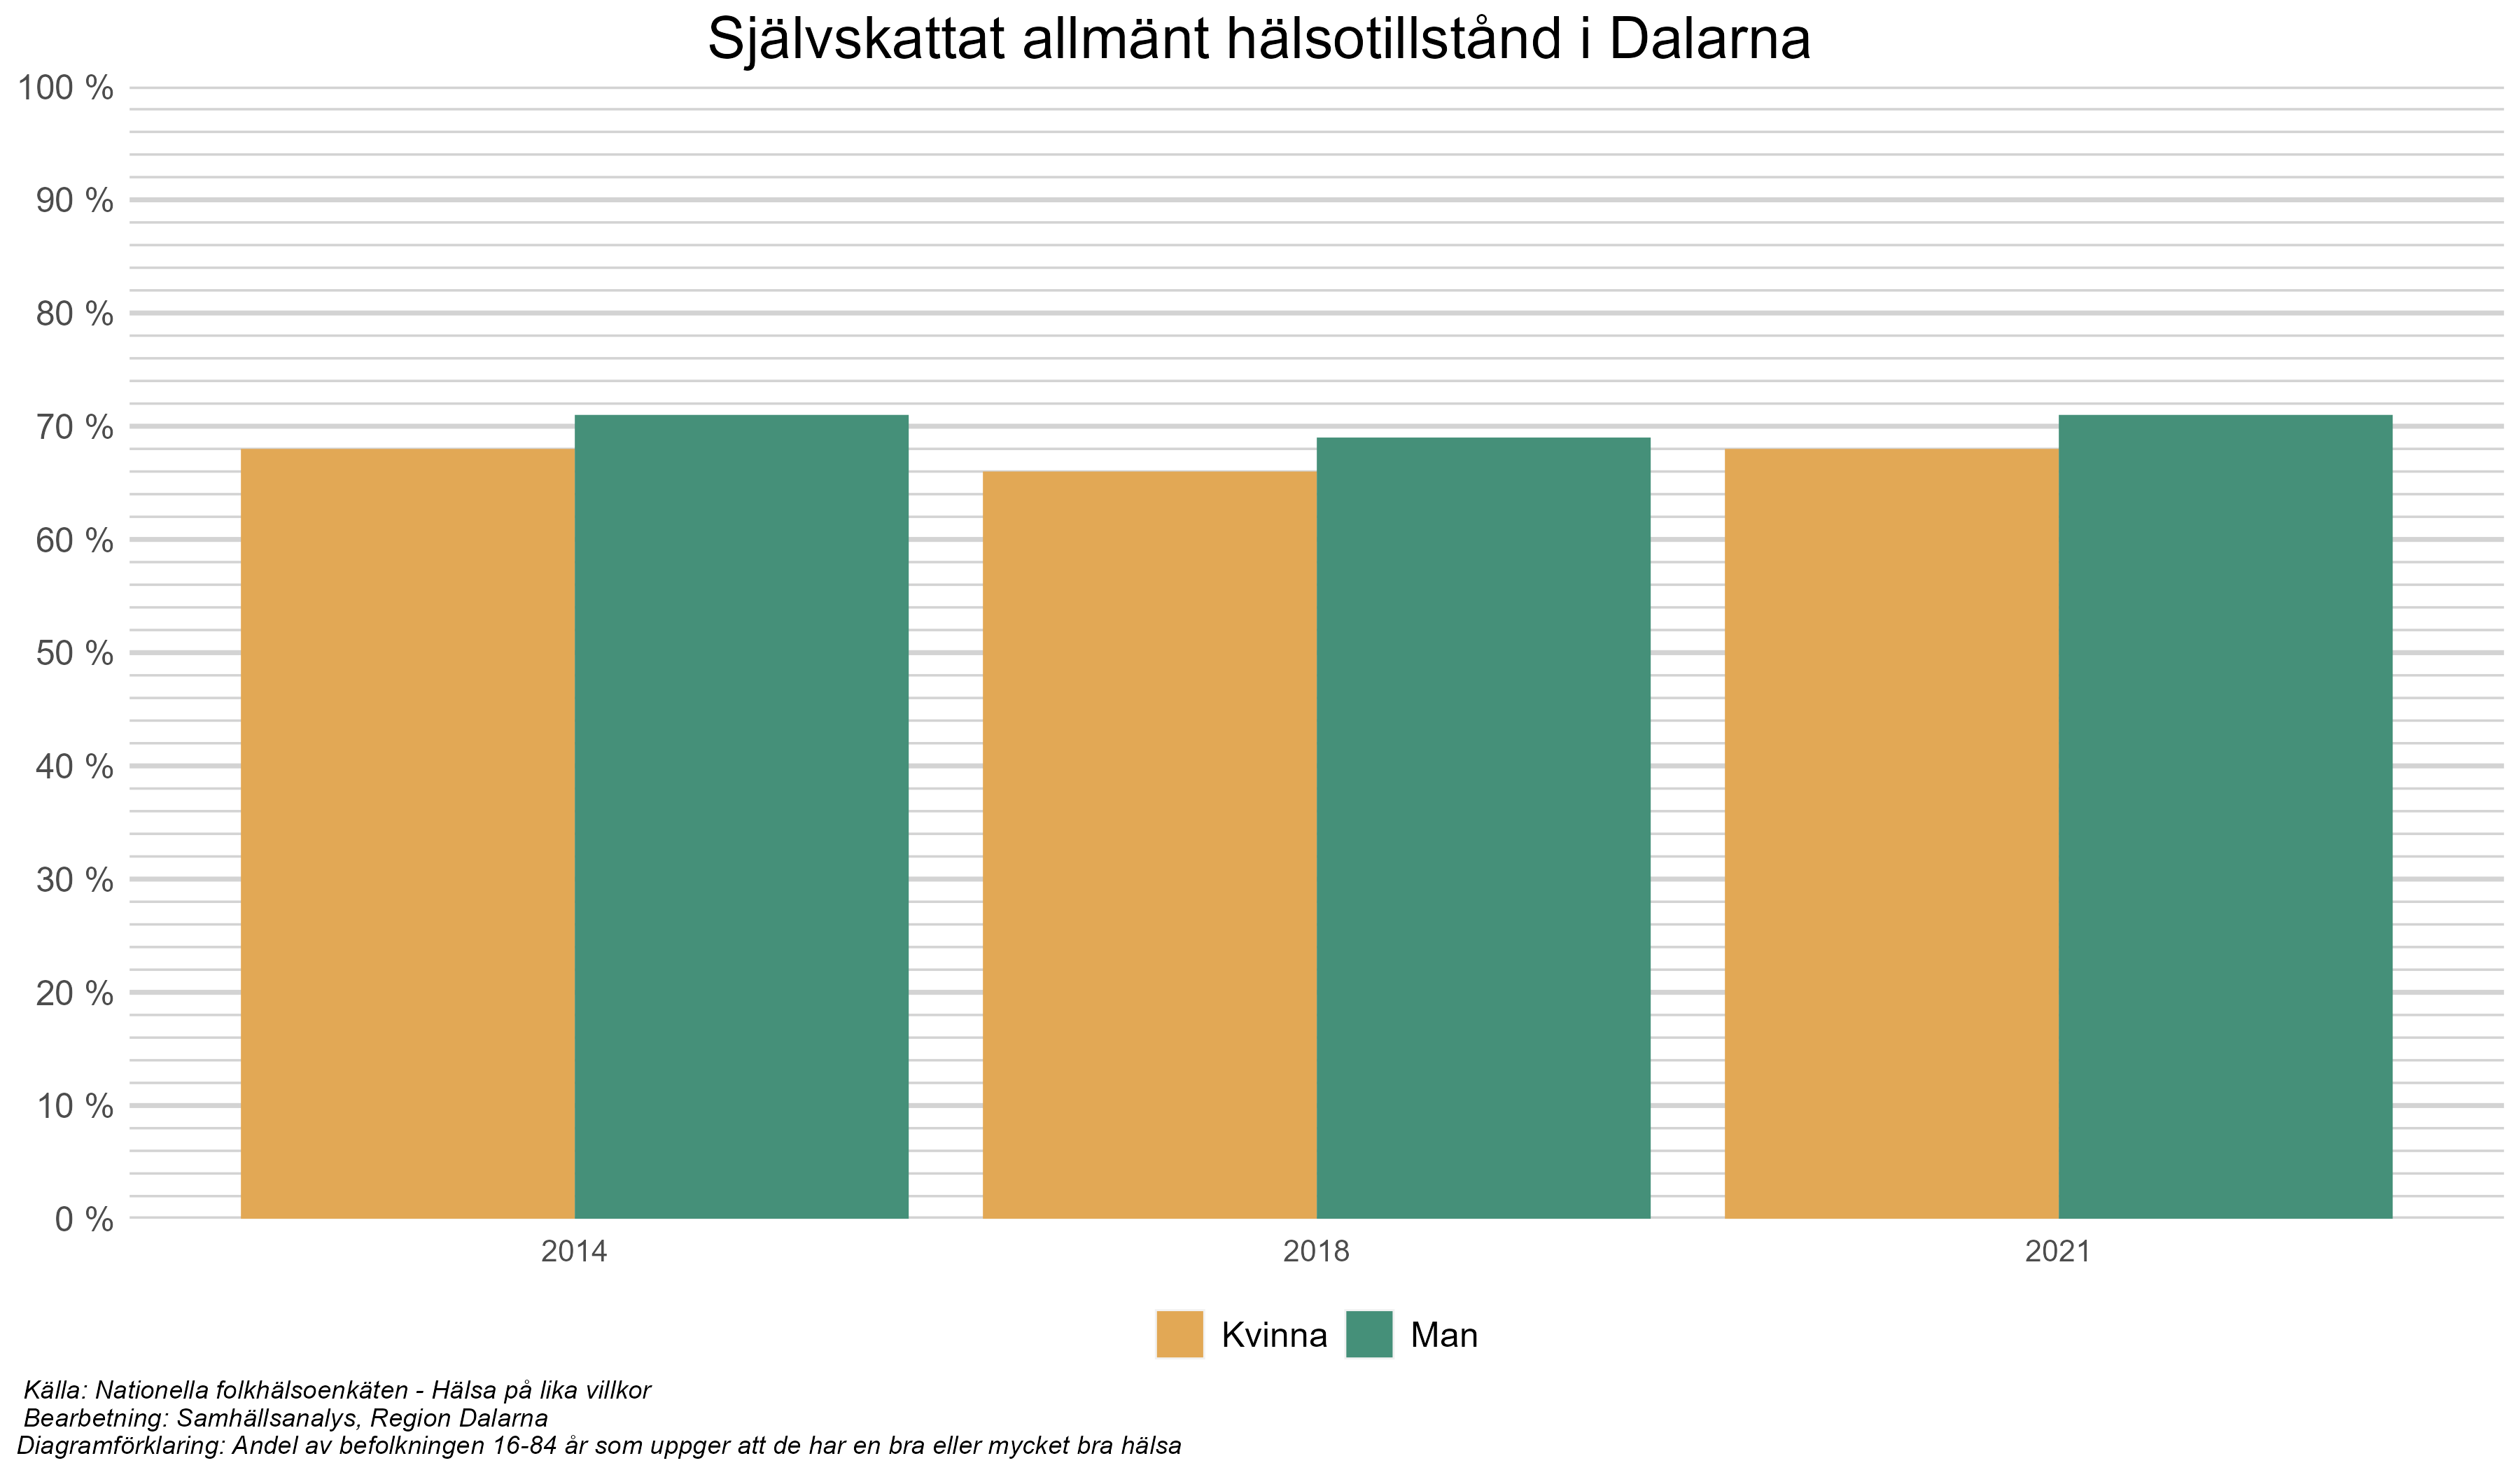 Självskattat allmänt hälsotillstånd i Dalarna
100 %
90 %
80 %
70 %
60 %
50 %
40 %
30 %
20 %
10 %
0 %
2014 2018 2021
Kvinna Man
Källa: Nationella folkhälsoenkäten - Hälsa på lika villkor
Bearbetning: Samhällsanalys, Region Dalarna
Diagramförklaring: Andel av befolkningen 16-84 år som uppger att de har en bra eller mycket bra hälsa